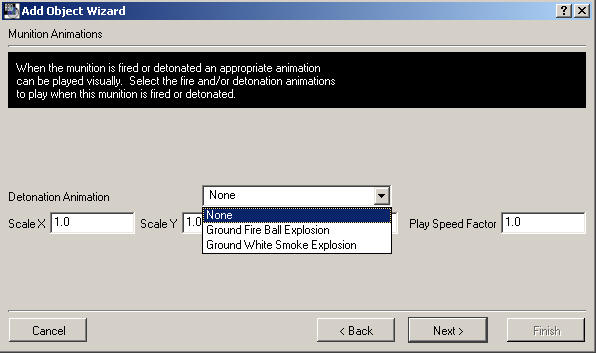 Add Object Wizard
Munition Animations
When the munition is fired or detonated an appropriate animation
can be played visually. Select the fire and/or detonation animations
to play when this munition is fired or detonated.
Detonation Animation None
Scale X 1.0 Scale Y 1.0 Play Speed Factor 1.0
None
Ground Fire Ball Explosion
Ground White Smoke Explosion
Cancel < Back Next > Finish